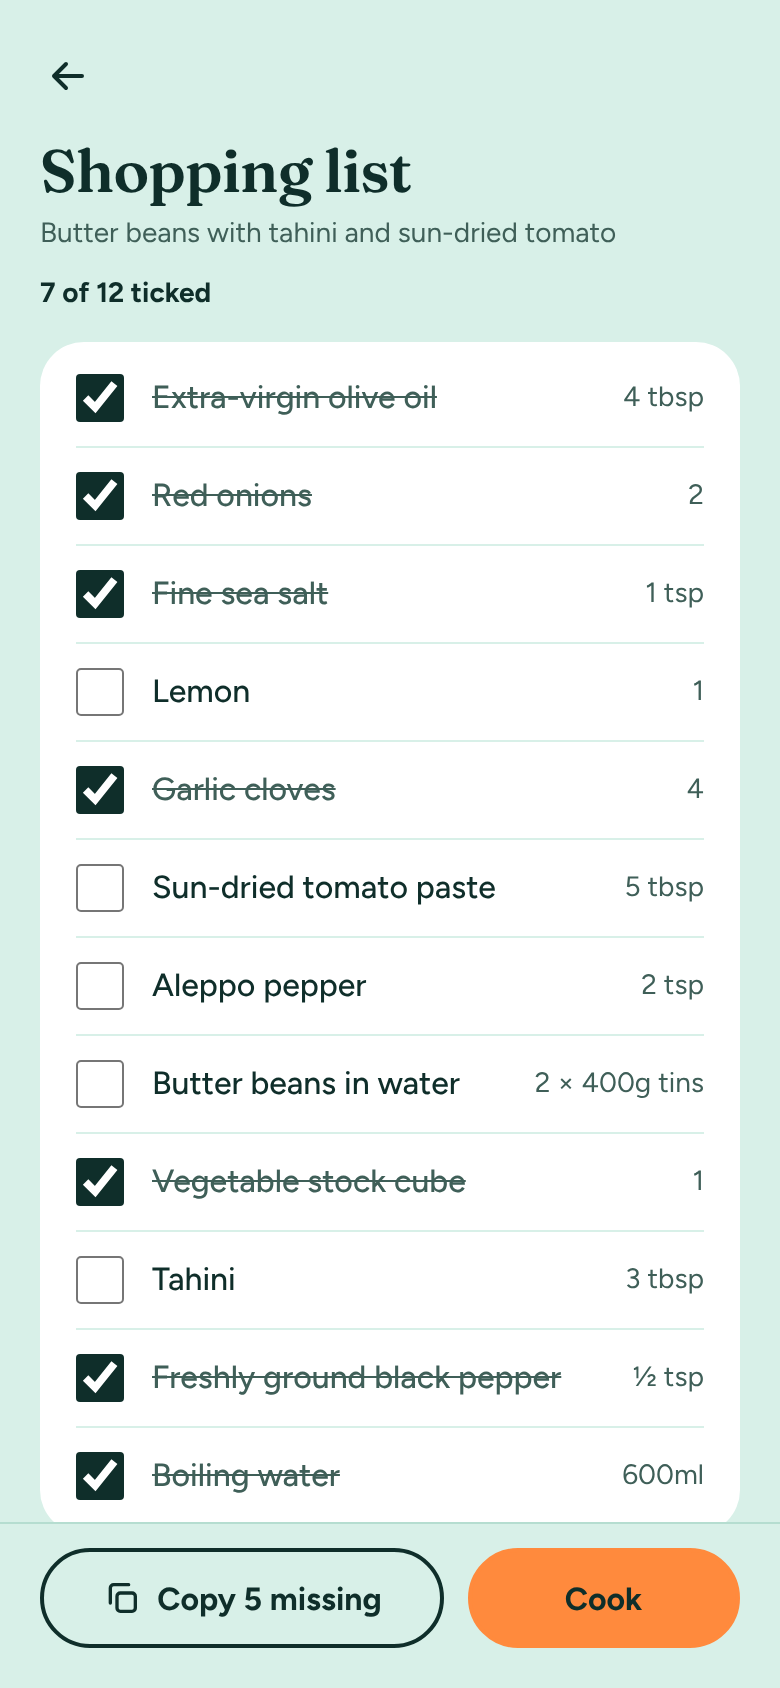 Shopping list
Butter beans with tahini and sun-dried tomato
7 of 12 ticked
Extra-virgin olive oil 4 tbsp
Red onions 2
Fine sea salt 1 tsp
Lemon 1
Garlic cloves 4
Sun-dried tomato paste 5 tbsp
Aleppo pepper 2 tsp
Butter beans in water 2 × 400g tins
Vegetable stock cube 1
Tahini 3 tbsp
Freshly ground black pepper ½ tsp
Boiling water 600ml
Copy 5 missing Cook